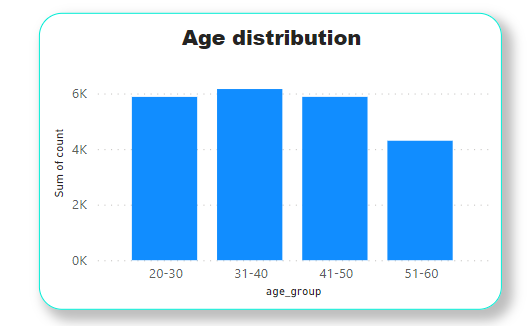 Age distribution
6K
4K
2K
0K
Sum of count
20-30 31-40 41-50 51-60
age_group